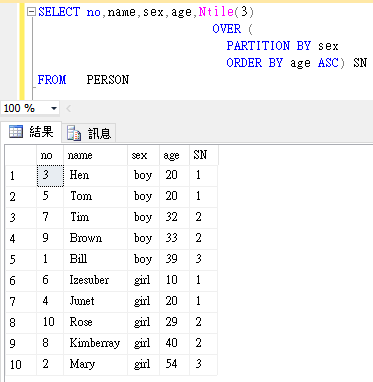 SELECT no,name,sex,age,Ntile(3)
OVER (
PARTITION BY sex
ORDER BY age ASC) SN
FROM PERSON
100 %
結果 訊息
no name sex age SN
1 3 Hen boy 20 1
2 5 Tom boy 20 1
3 7 Tim boy 32 2
4 9 Brown boy 33 2
5 1 Bill boy 39 3
6 6 Izesuber girl 10 1
7 4 Junet girl 20 1
8 10 Rose girl 29 2
9 8 Kimberray girl 40 2
10 2 Mary girl 54 3